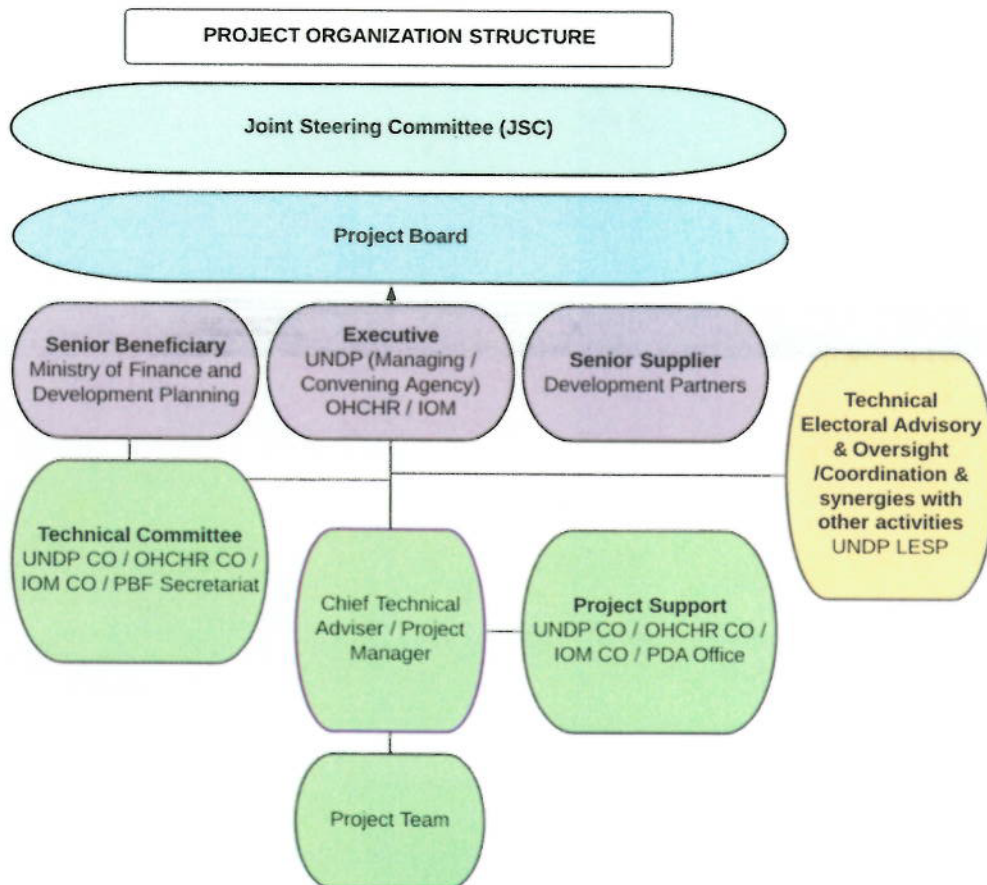 PROJECT ORGANIZATION STRUCTURE
Joint Steering Committee (JSC)
Project Board
Senior Beneficiary
Ministry of Finance and
Development Planning
Executive
UNDP (Managing /
Convening Agency)
OHCHR / IOM
Senior Supplier
Development Partners
Technical
Electoral Advisory
& Oversight
/Coordination &
synergies with
other activities
UNDP LESP
Technical Committee
UNDP CO / OHCHR CO /
IOM CO / PBF Secretariat
Chief Technical
Adviser / Project
Manager
Project Support
UNDP CO / OHCHR CO /
IOM CO / PDA Office
Project Team